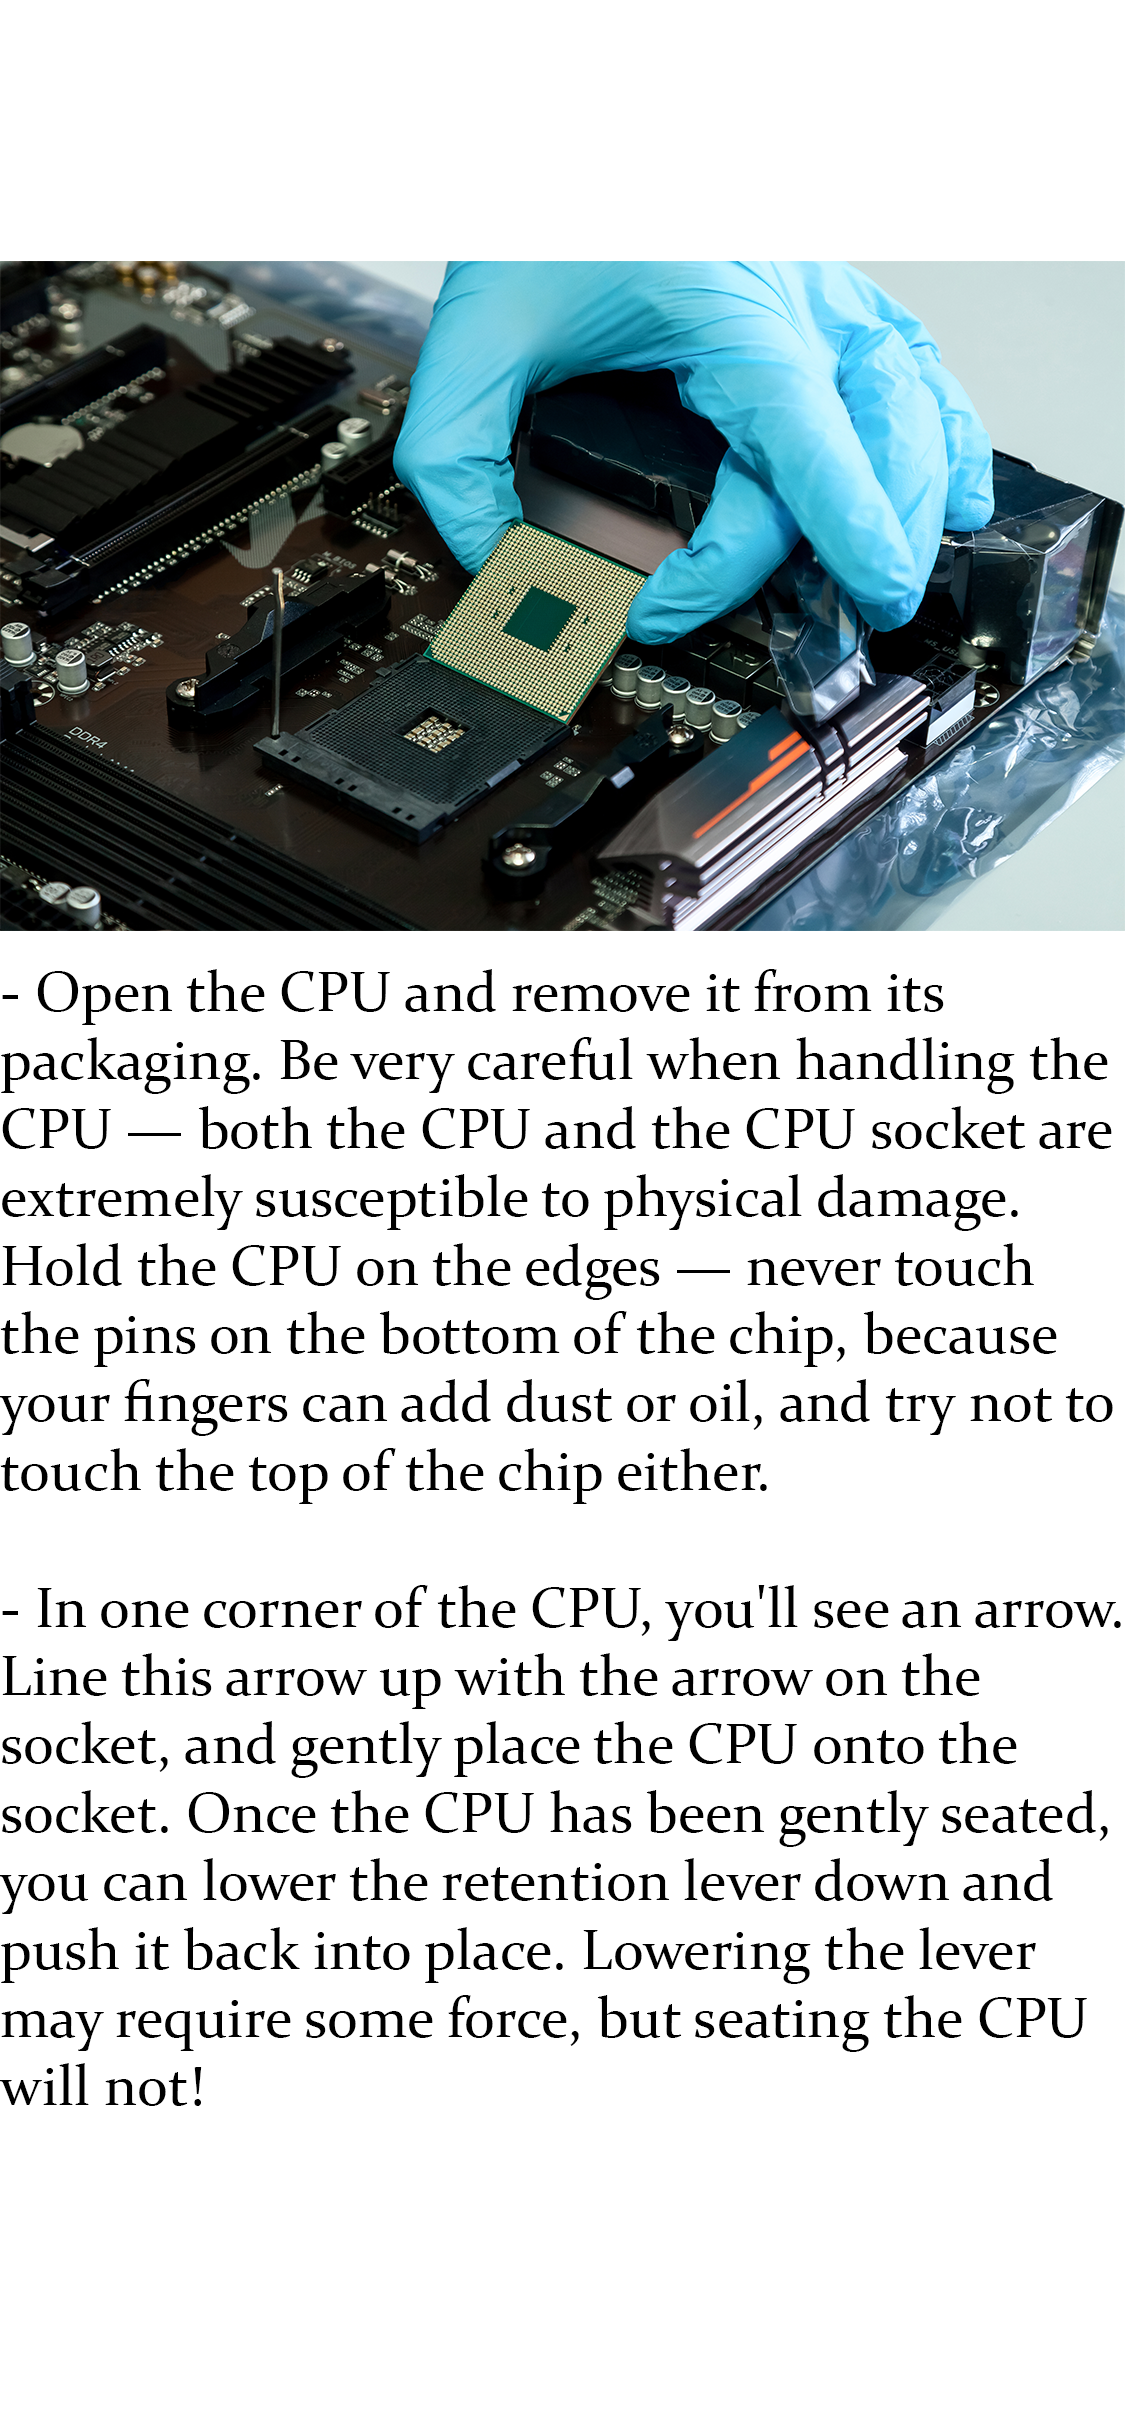 DDR4
- Open the CPU and remove it from its
packaging. Be very careful when handling the
CPU — both the CPU and the CPU socket are
extremely susceptible to physical damage.
Hold the CPU on the edges — never touch
the pins on the bottom of the chip, because
your fingers can add dust or oil, and try not to
touch the top of the chip either.
- In one corner of the CPU, you'll see an arrow.
Line this arrow up with the arrow on the
socket, and gently place the CPU onto the
socket. Once the CPU has been gently seated,
you can lower the retention lever down and
push it back into place. Lowering the lever
may require some force, but seating the CPU
will not!